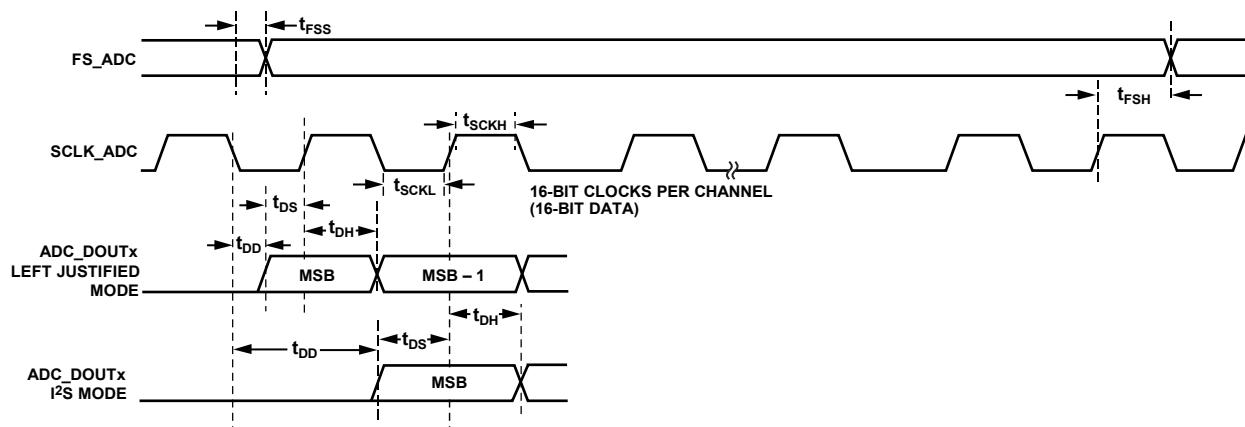 tFSS
FS_ADC
tFSH
tSCKH
SCLK_ADC
tSCKL
16-BIT CLOCKS PER CHANNEL
(16-BIT DATA)
tDS
tDH
tDD
ADC_DOUTx
LEFT JUSTIFIED
MODE
MSB
MSB – 1
tDH
tDD
tDS
ADC_DOUTx
I²S MODE
MSB